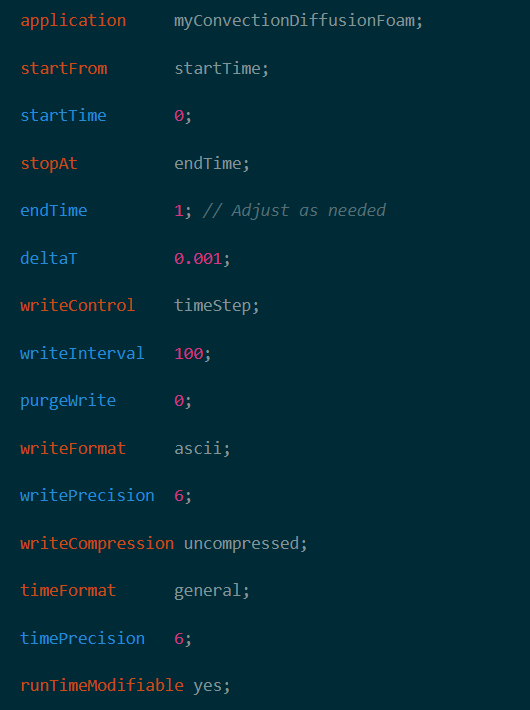 application     myConvectionDiffusionFoam;
startFrom       startTime;
startTime       0;
stopAt          endTime;
endTime         1; // Adjust as needed
deltaT          0.001;
writeControl    timeStep;
writeInterval   100;
purgeWrite      0;
writeFormat     ascii;
writePrecision  6;
writeCompression uncompressed;
timeFormat      general;
timePrecision   6;
runTimeModifiable yes;